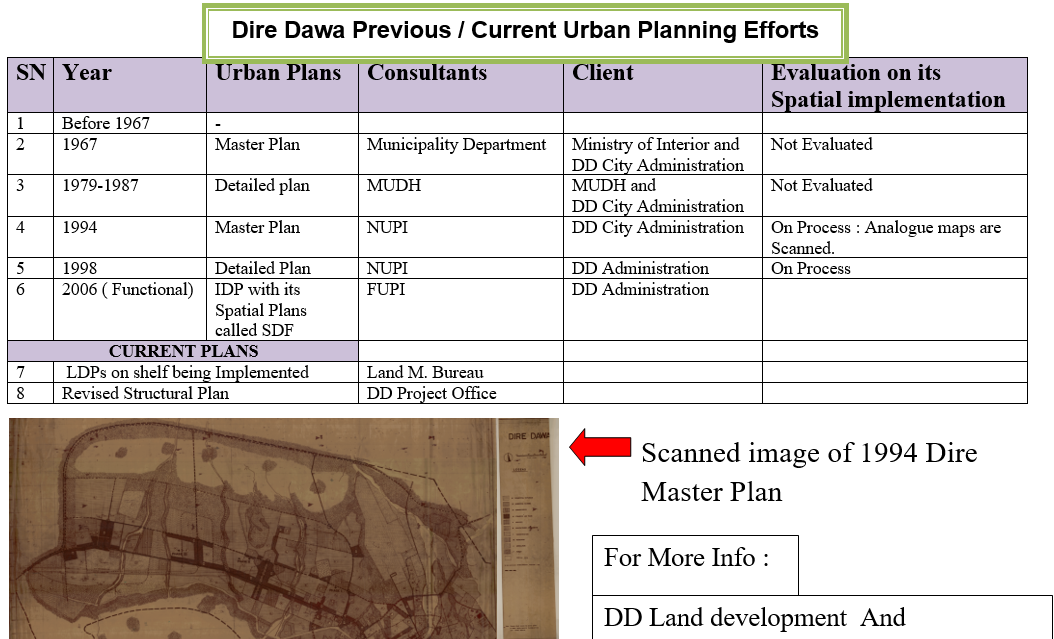 Dire Dawa Previous / Current Urban Planning Efforts
SN Year Urban Plans Consultants Client Evaluation on its
Spatial implementation
1 Before 1967 -
2 1967 Master Plan Municipality Department Ministry of Interior and Not Evaluated
DD City Administration
3 1979-1987 Detailed plan MUDH MUDH and Not Evaluated
DD City Administration
4 1994 Master Plan NUPI DD City Administration On Process : Analogue maps are
Scanned.
5 1998 Detailed Plan NUPI DD Administration On Process
6 2006 ( Functional) IDP with its FUPI DD Administration
Spatial Plans
called SDF
CURRENT PLANS
7 LDPs on shelf being Implemented Land M. Bureau
8 Revised Structural Plan DD Project Office
DIRE DAWA
Scanned image of 1994 Dire
Master Plan
For More Info :
DD Land development And